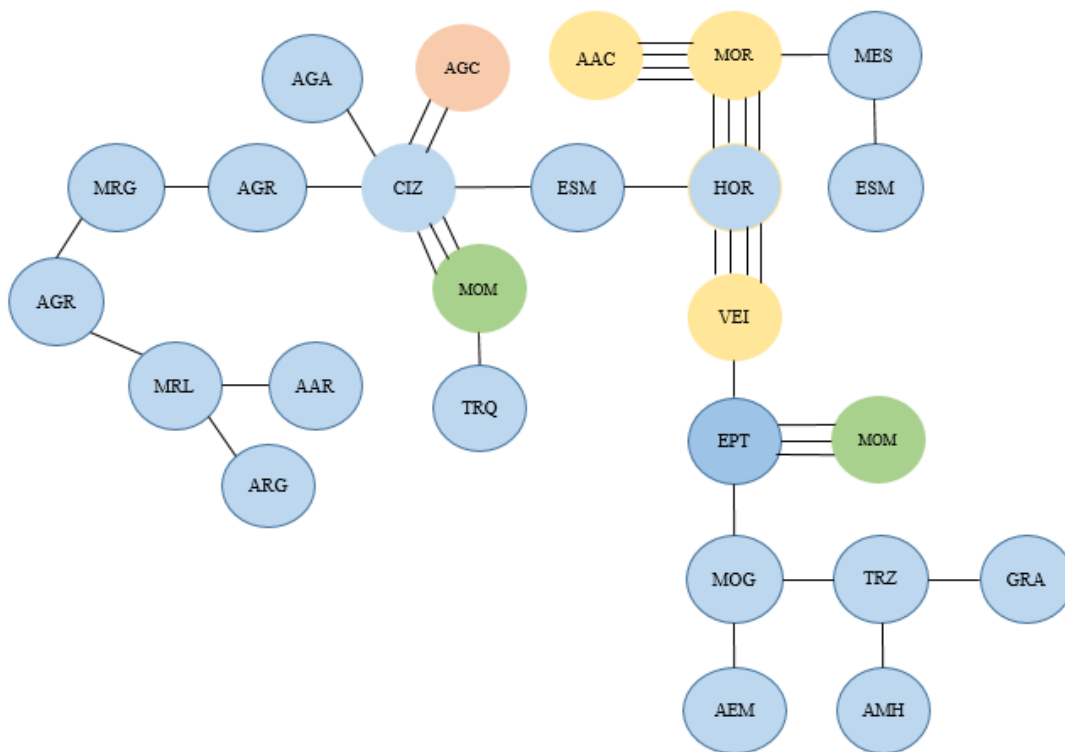 AGC
AAC
MOR
MES
AGA
MRG
AGR
CIZ
ESM
HOR
ESM
AGR
MOM
VEI
MRL
AAR
TRQ
EPT
MOM
ARG
MOG
TRZ
GRA
AEM
AMH